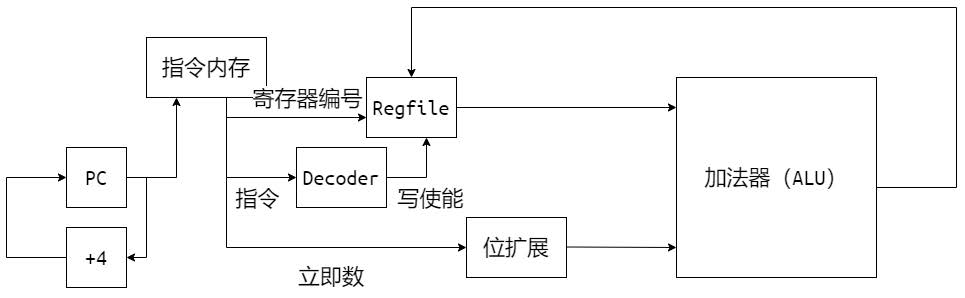 指令内存
寄存器编号
Regfile
PC
指令
Decoder
写使能
加法器（ALU）
+4
位扩展
立即数